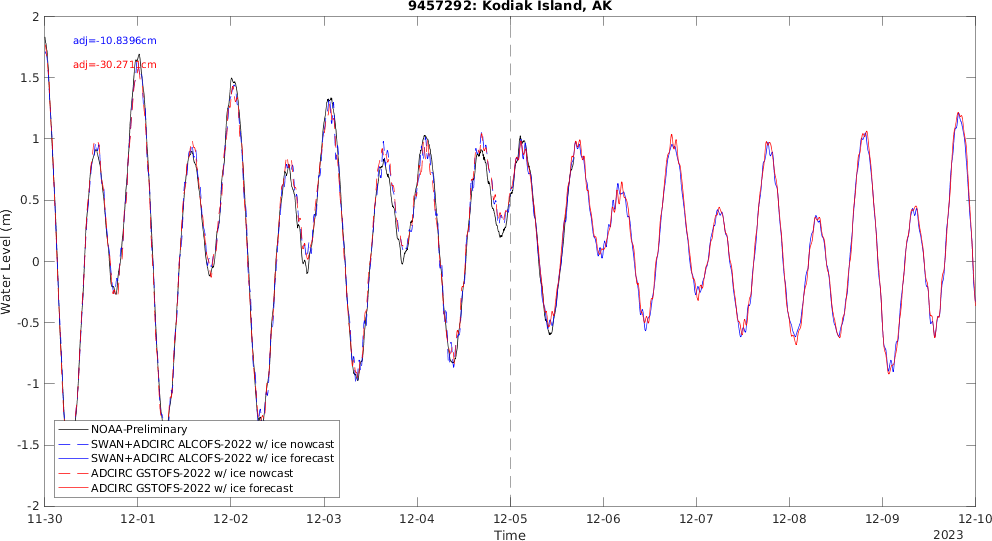 9457292: Kodiak Island, AK
adj=-10.8396cm
adj=-30.271 cm
Water Level (m)
2
1.5
1
0.5
0
-0.5
-1
-1.5
-2
NOAA-Preliminary
SWAN+ADCIRC ALCOFS-2022 w/ ice nowcast
SWAN+ADCIRC ALCOFS-2022 w/ ice forecast
ADCIRC GSTOFS-2022 w/ ice nowcast
ADCIRC GSTOFS-2022 w/ ice forecast
11-30 12-01 12-02 12-03 12-04 12-05 12-06 12-07 12-08 12-09 12-10
Time
2023